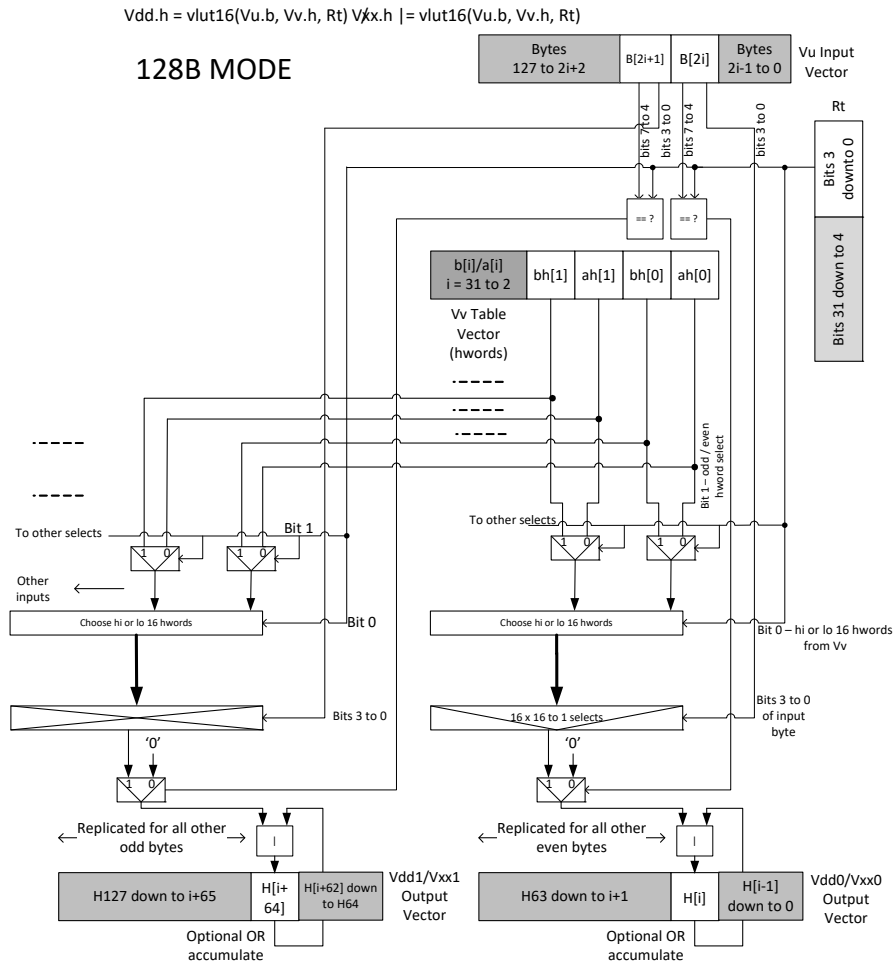 Vdd.h = vlut16(Vu.b, Vv.h, Rt) Vxx.h |= vlut16(Vu.b, Vv.h, Rt)
128B MODE
Bytes
127 to 2i+2
B[2i+1]
B[2i]
Bytes
2i-1 to 0
Vu Input
Vector
Rt
bits 7 to 4
bits 3 to 0
bits 7 to 4
bits 3 to 0
Bits 3
downto 0
Bits 31 down to 4
== ?
== ?
b[i]/a[i]
i = 31 to 2
bh[1]
ah[1]
bh[0]
ah[0]
Vv Table
Vector
(hwords)
Bit 1 – odd / even
hword select
To other selects
Bit 1
To other selects
1 0
1 0
1 0
1 0
Other
inputs
Choose hi or lo 16 hwords
Bit 0
Choose hi or lo 16 hwords
Bit 0 – hi or lo 16 hwords
from Vv
Bits 3 to 0
16 x 16 to 1 selects
Bits 3 to 0
of input
byte
'0'
'0'
1 0
1 0
Replicated for all other
odd bytes
|
Replicated for all other
even bytes
|
H127 down to i+65
H[i+
64]
H[i+62] down
to H64
Vdd1/Vxx1
Output
Vector
H63 down to i+1
H[i]
H[i-1]
down to 0
Vdd0/Vxx0
Output
Vector
Optional OR
accumulate
Optional OR
accumulate